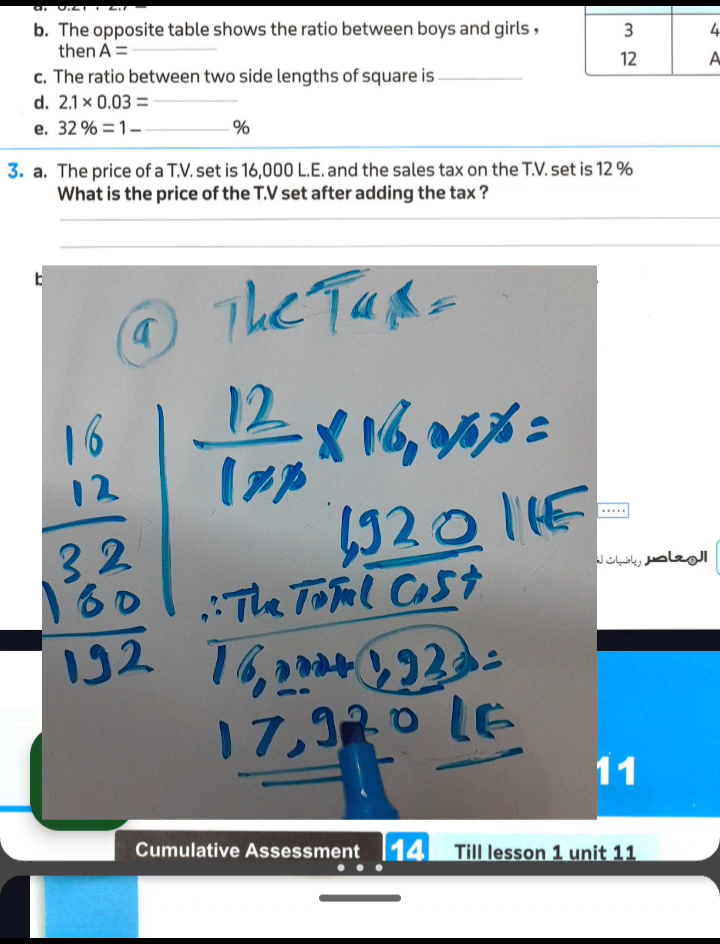 b. The opposite table shows the ratio between boys and girls,
then A =
3 4
12 A
c. The ratio between two side lengths of square is
d. 2.1 × 0.03 =
e. 32 % = 1 – %
3. a. The price of a T.V. set is 16,000 L.E. and the sales tax on the T.V. set is 12 %
What is the price of the T.V set after adding the tax ?
a The Tax =
16
12
32
160
192
12/100 × 16,000 =
1,920 LE
∴ The Total Cost
16,000 + 1,920 =
17,920 LE
.....
المعاصر رياضيات
11
Cumulative Assessment 14 Till lesson 1 unit 11